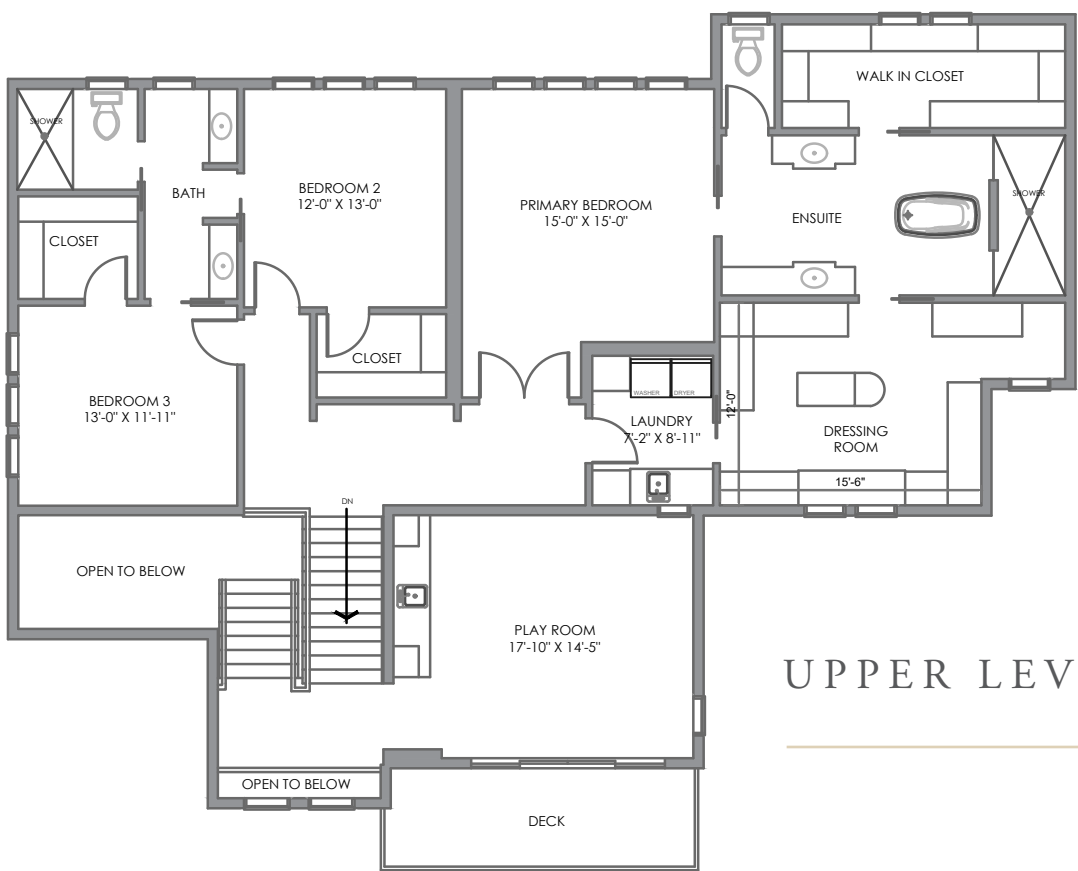 WALK IN CLOSET
SHOWER
BATH
BEDROOM 2
12'-0" X 13'-0"
PRIMARY BEDROOM
15'-0" X 15'-0"
ENSUITE
SHOWER
CLOSET
CLOSET
BEDROOM 3
13'-0" X 11'-11"
WASHER
DRYER
LAUNDRY
7'-2" X 8'-11"
12'-0"
DRESSING
ROOM
15'-6"
DN
OPEN TO BELOW
PLAY ROOM
17'-10" X 14'-5"
UPPER LEV
OPEN TO BELOW
DECK